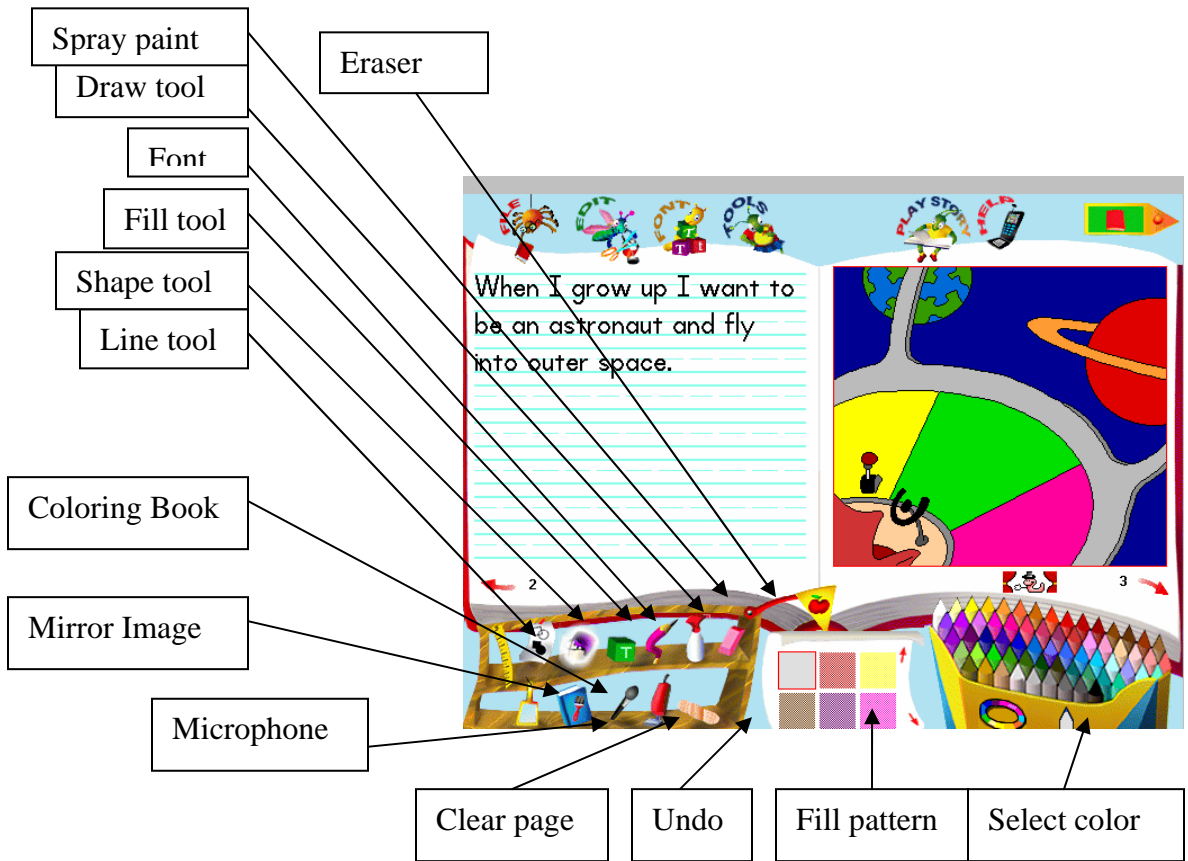 Spray paint
Eraser
Draw tool
Font
Fill tool
Shape tool
Line tool
FILE
EDIT
FONT
TOOLS
PLAY STORY
HELP
When I grow up I want to
be an astronaut and fly
into outer space.
2
3
Coloring Book
Mirror Image
Microphone
Clear page
Undo
Fill pattern
Select color
T
T
t